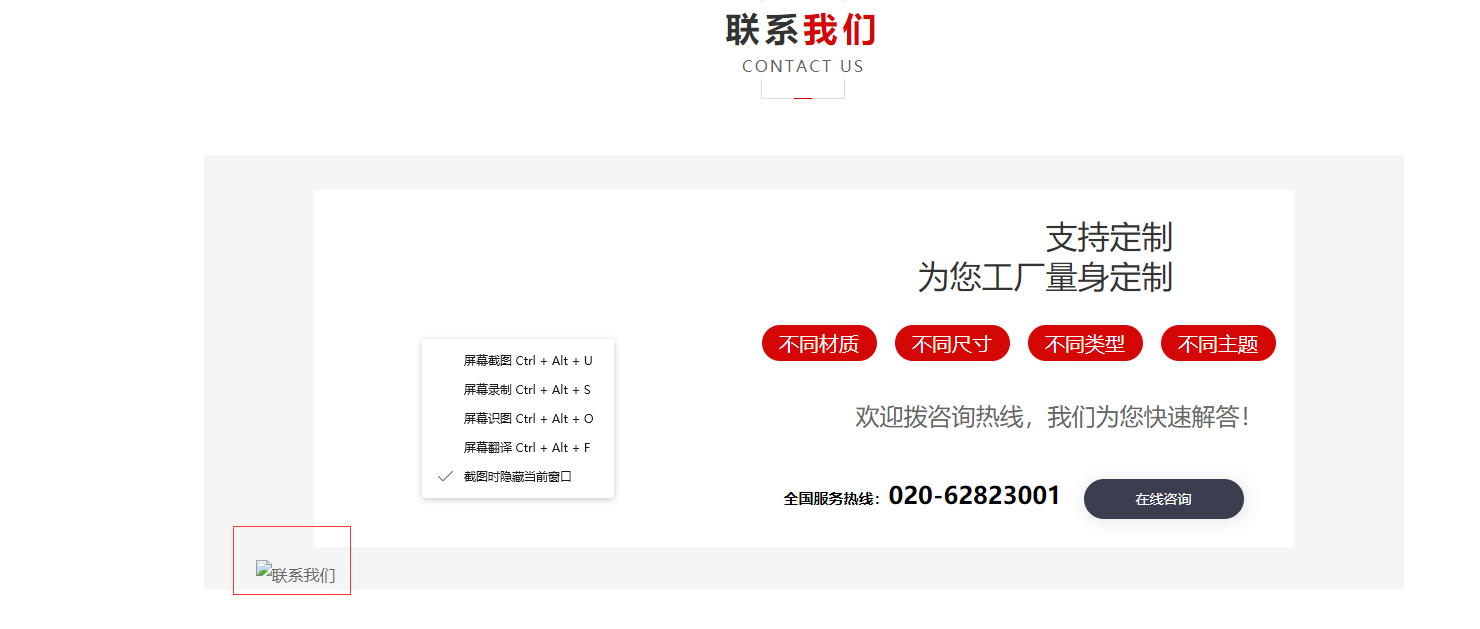 联系我们
CONTACT US
支持定制
为您工厂量身定制
不同材质 不同尺寸 不同类型 不同主题
欢迎拨咨询热线，我们为您快速解答！
全国服务热线：020-62823001 在线咨询
屏幕截图 Ctrl + Alt + U
屏幕录制 Ctrl + Alt + S
屏幕识图 Ctrl + Alt + O
屏幕翻译 Ctrl + Alt + F
截图时隐藏当前窗口
联系我们